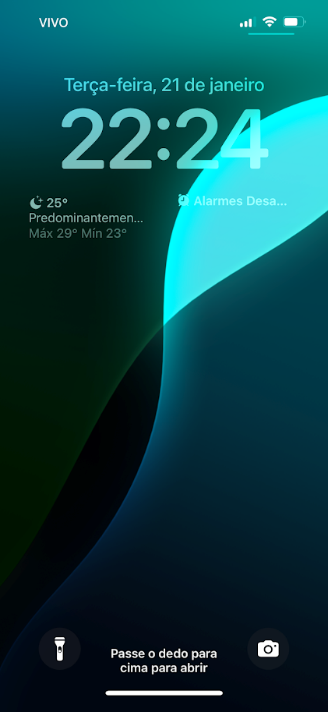 VIVO
Terça-feira, 21 de janeiro
22:24
25°
Alarmes Desa...
Predominantemen...
Máx 29° Mín 23°
Passe o dedo para
cima para abrir